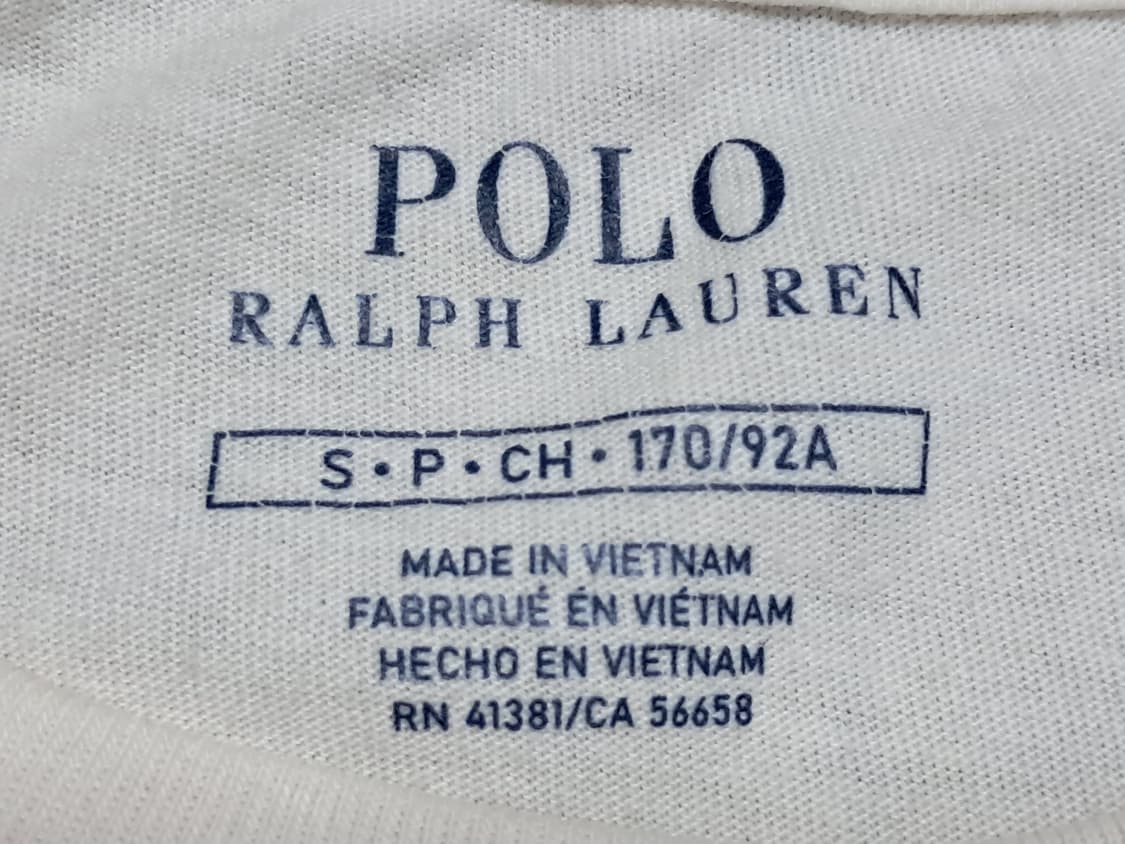 POLO
RALPH LAUREN
S • P • CH • 170/92A
MADE IN VIETNAM
FABRIQUÉ ÉN VIÉTNAM
HECHO EN VIETNAM
RN 41381/CA 56658